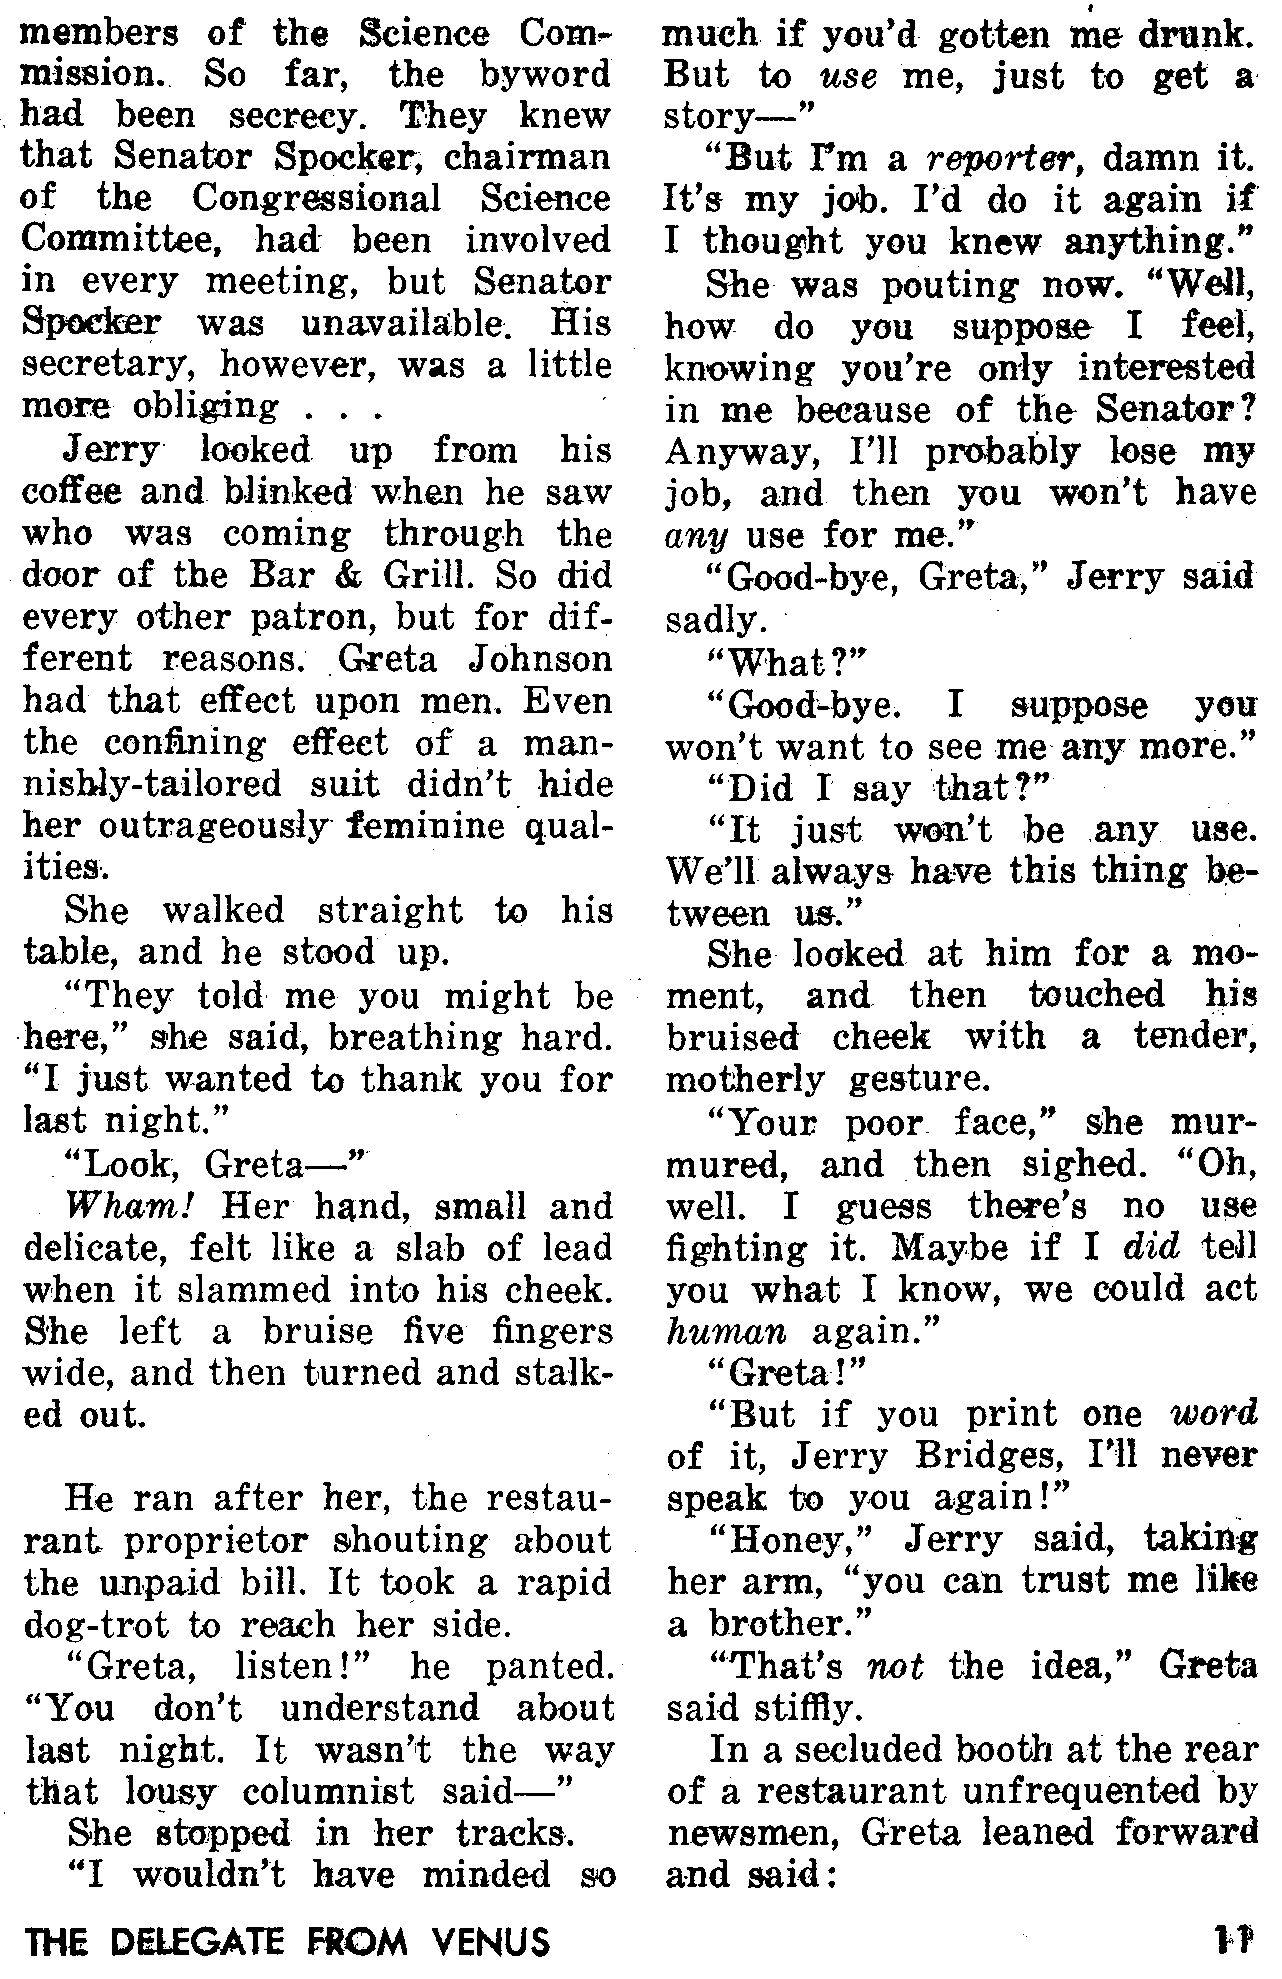 members of the Science Com-
mission. So far, the byword
had been secrecy. They knew
that Senator Spocker, chairman
of the Congressional Science
Committee, had been involved
in every meeting, but Senator
Spocker was unavailable. His
secretary, however, was a little
more obliging . . .
Jerry looked up from his
coffee and blinked when he saw
who was coming through the
door of the Bar & Grill. So did
every other patron, but for dif-
ferent reasons. Greta Johnson
had that effect upon men. Even
the confining effect of a man-
nishly-tailored suit didn't hide
her outrageously feminine qual-
ities.
She walked straight to his
table, and he stood up.
"They told me you might be
here," she said, breathing hard.
"I just wanted to thank you for
last night."
"Look, Greta—"
Wham! Her hand, small and
delicate, felt like a slab of lead
when it slammed into his cheek.
She left a bruise five fingers
wide, and then turned and stalk-
ed out.
He ran after her, the restau-
rant proprietor shouting about
the unpaid bill. It took a rapid
dog-trot to reach her side.
"Greta, listen!" he panted.
"You don't understand about
last night. It wasn't the way
that lousy columnist said—"
She stopped in her tracks.
"I wouldn't have minded so
much if you'd gotten me drunk.
But to use me, just to get a
story—"
"But I'm a reporter, damn it.
It's my job. I'd do it again if
I thought you knew anything."
She was pouting now. "Well,
how do you suppose I feel,
knowing you're only interested
in me because of the Senator?
Anyway, I'll probably lose my
job, and then you won't have
any use for me."
"Good-bye, Greta," Jerry said
sadly.
"What?"
"Good-bye. I suppose you
won't want to see me any more."
"Did I say that?"
"It just won't be any use.
We'll always have this thing be-
tween us."
She looked at him for a mo-
ment, and then touched his
bruised cheek with a tender,
motherly gesture.
"Your poor face," she mur-
mured, and then sighed. "Oh,
well. I guess there's no use
fighting it. Maybe if I did tell
you what I know, we could act
human again."
"Greta!"
"But if you print one word
of it, Jerry Bridges, I'll never
speak to you again!"
"Honey," Jerry said, taking
her arm, "you can trust me like
a brother."
"That's not the idea," Greta
said stiffly.
In a secluded booth at the rear
of a restaurant unfrequented by
newsmen, Greta leaned forward
and said:
THE DELEGATE FROM VENUS 11